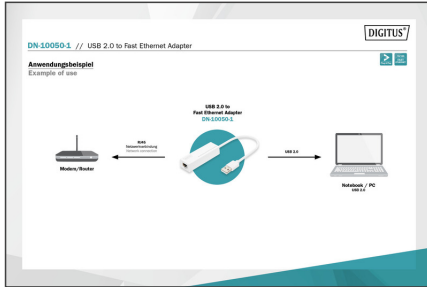 DIGITUS®
DN-10050-1 // USB 2.0 to Fast Ethernet Adapter
Anwendungsbeispiel
Example of use
USB 2.0 to
Fast Ethernet Adapter
DN-10050-1
RJ45
Netzwerkverbindung
Network connection
USB 2.0
Modem/Router
Notebook / PC
USB 2.0